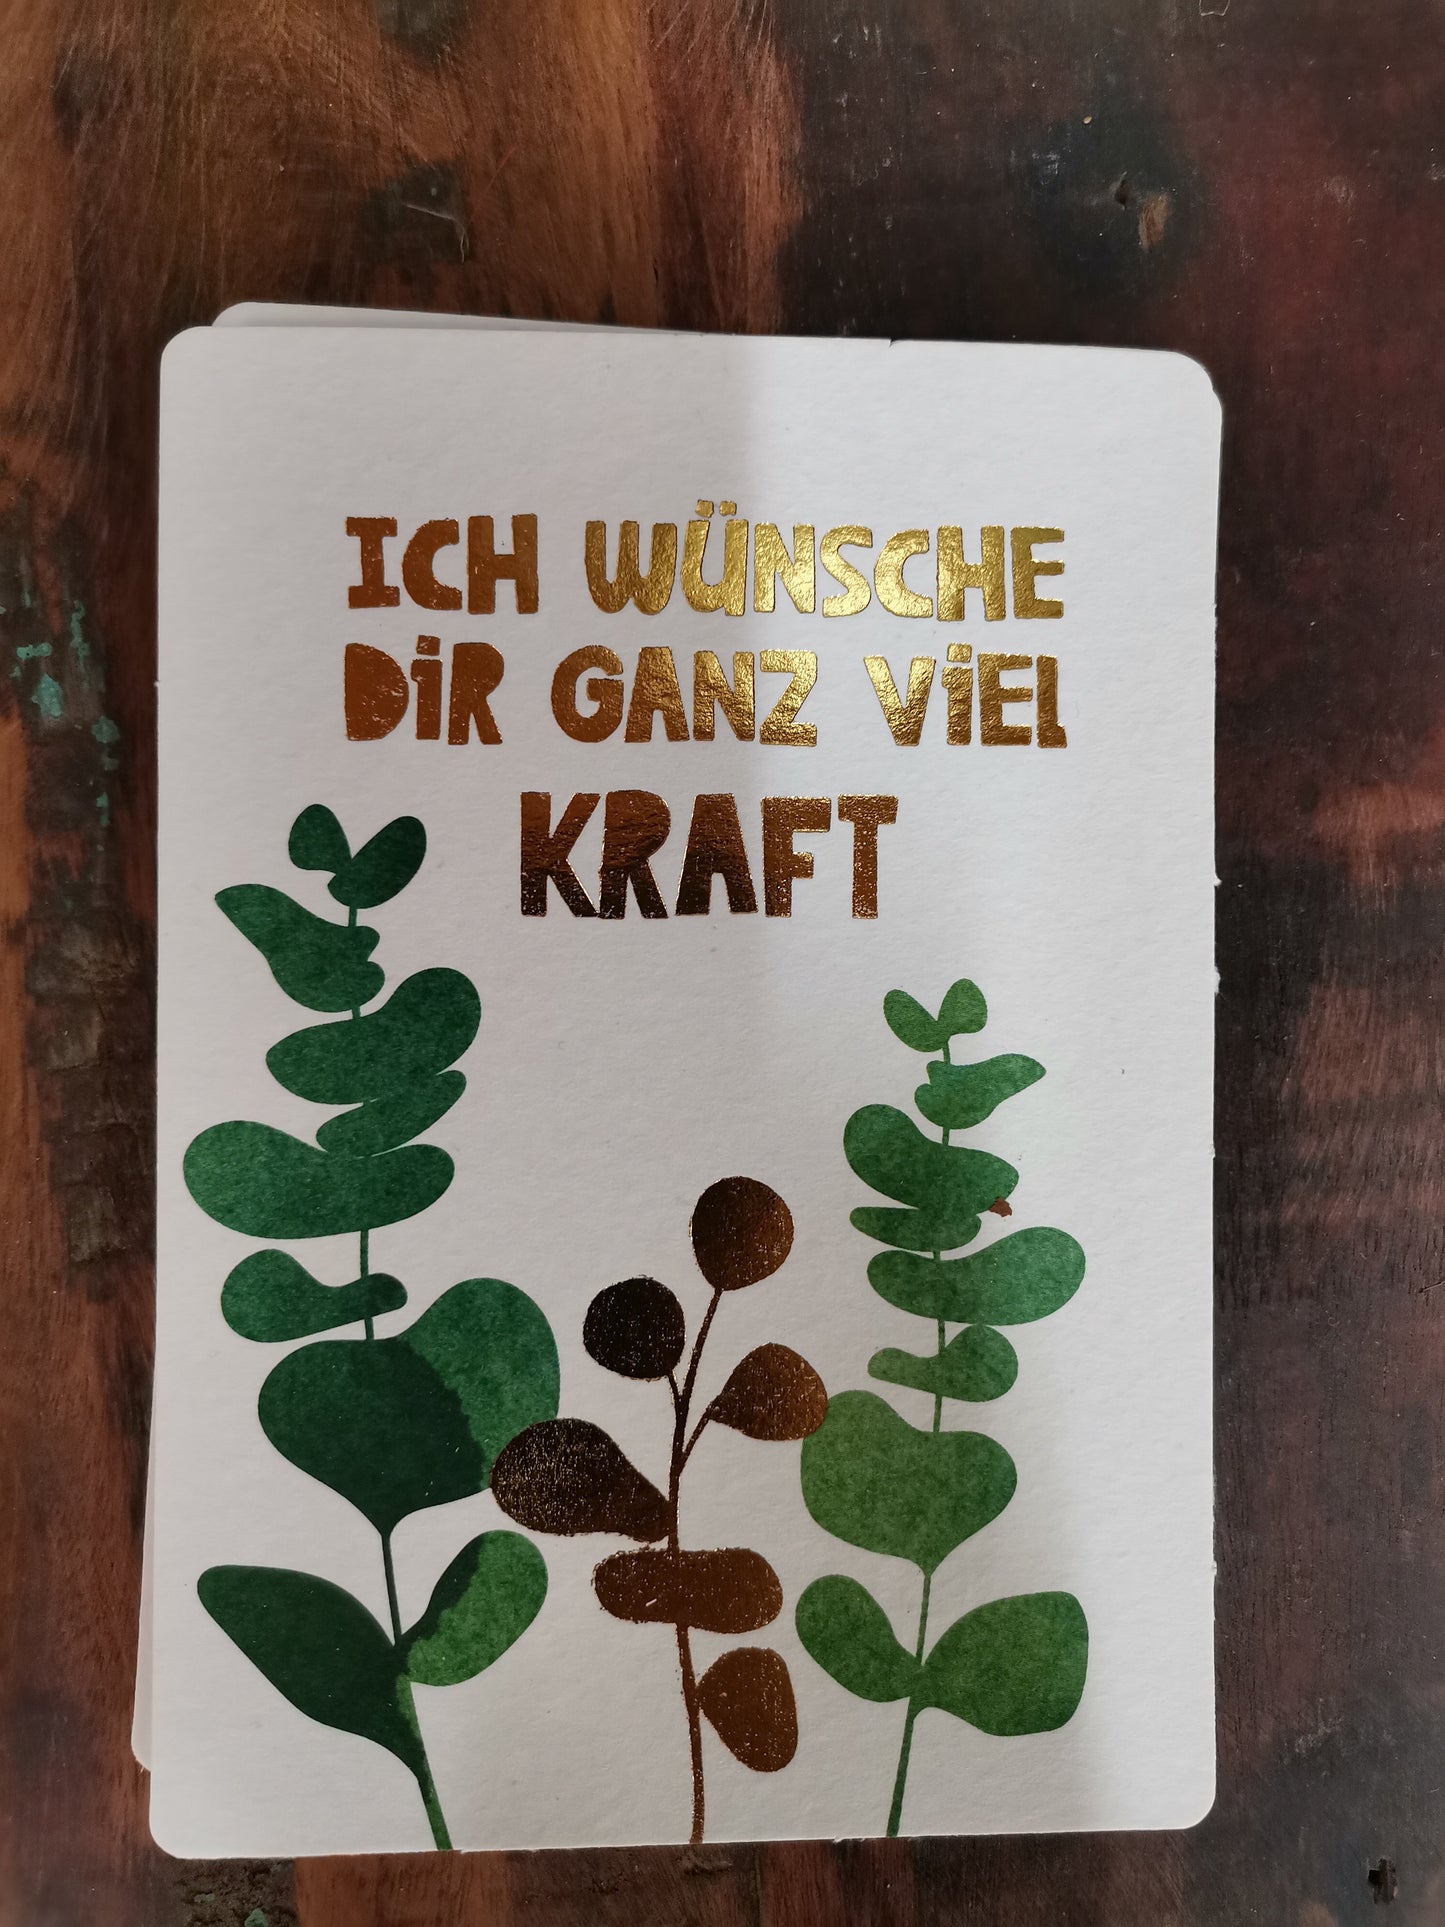 ICH WÜNSCHE
DIR GANZ VIEL
KRAFT